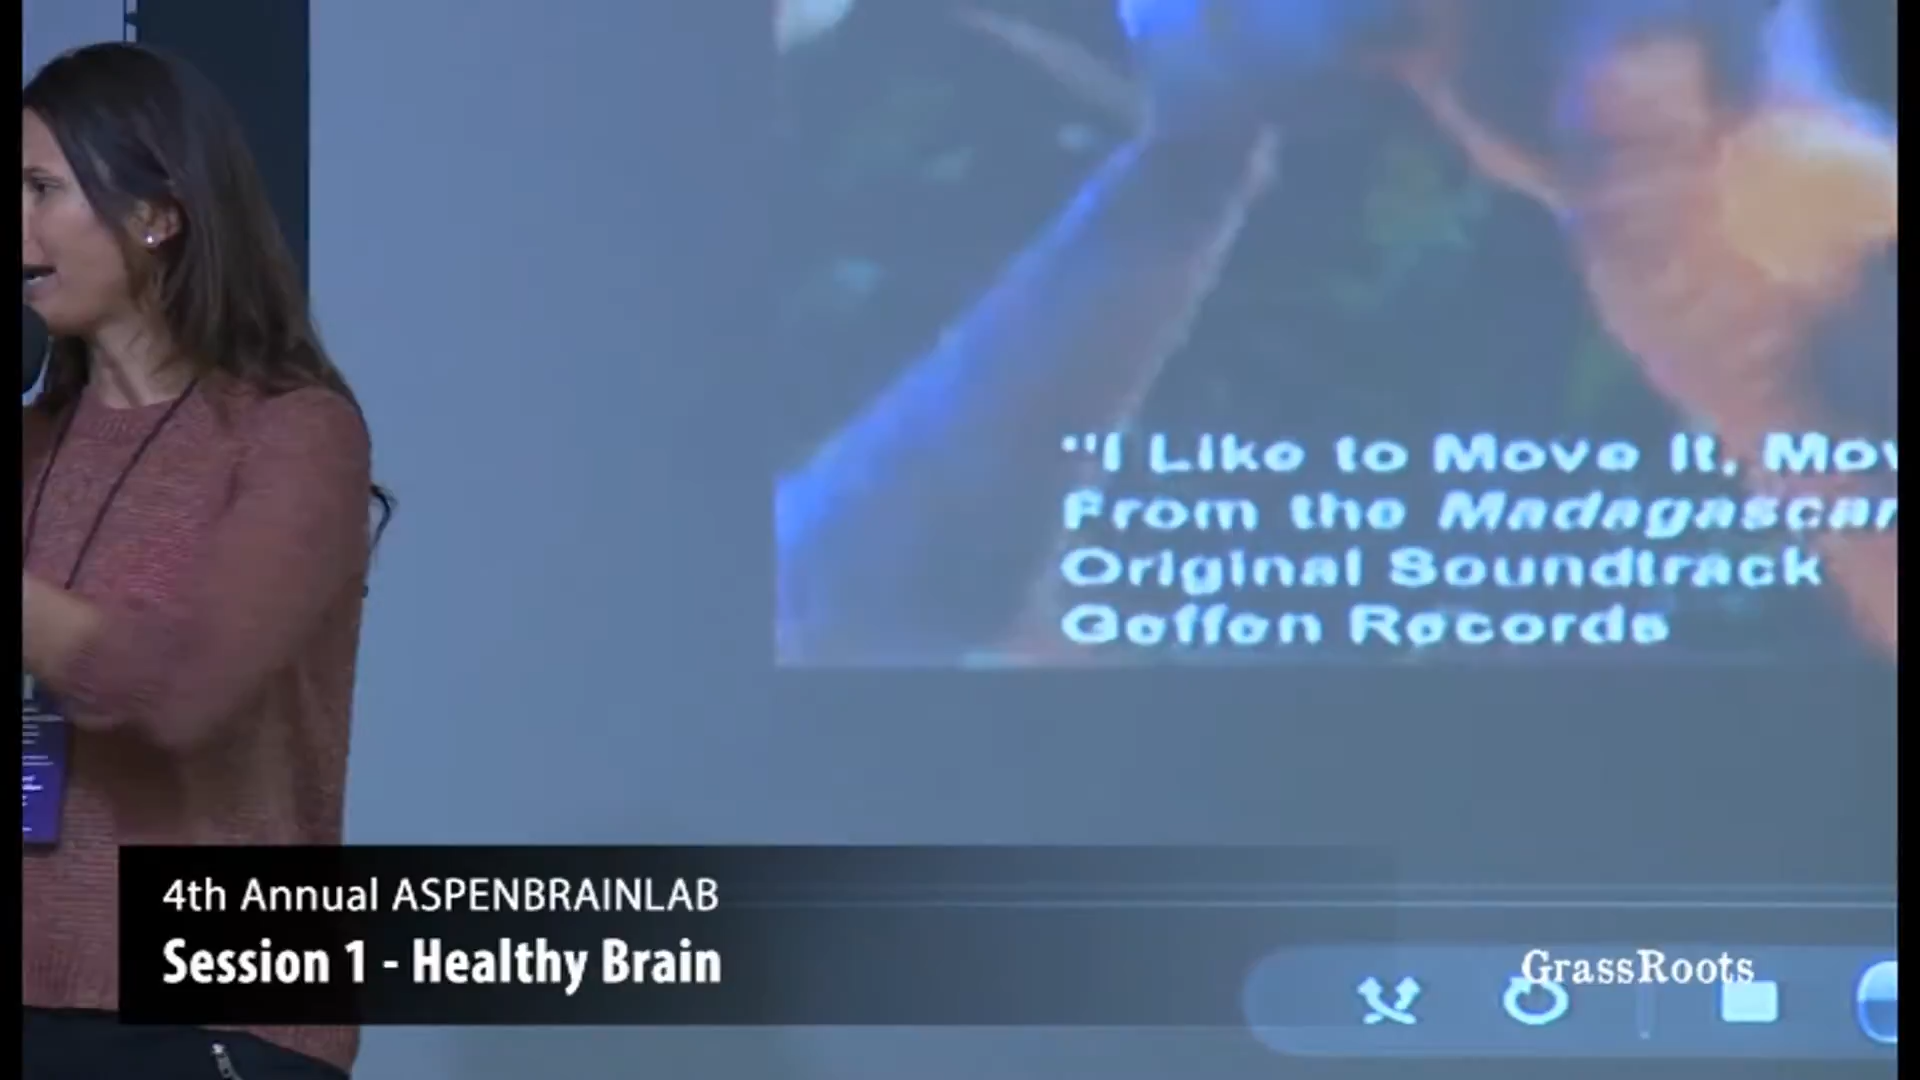 "I Like to Move It, Mov
From the Madagascar
Original Soundtrack
Geffen Records
4th Annual ASPENBRAINLAB
Session 1 - Healthy Brain
GrassRoots